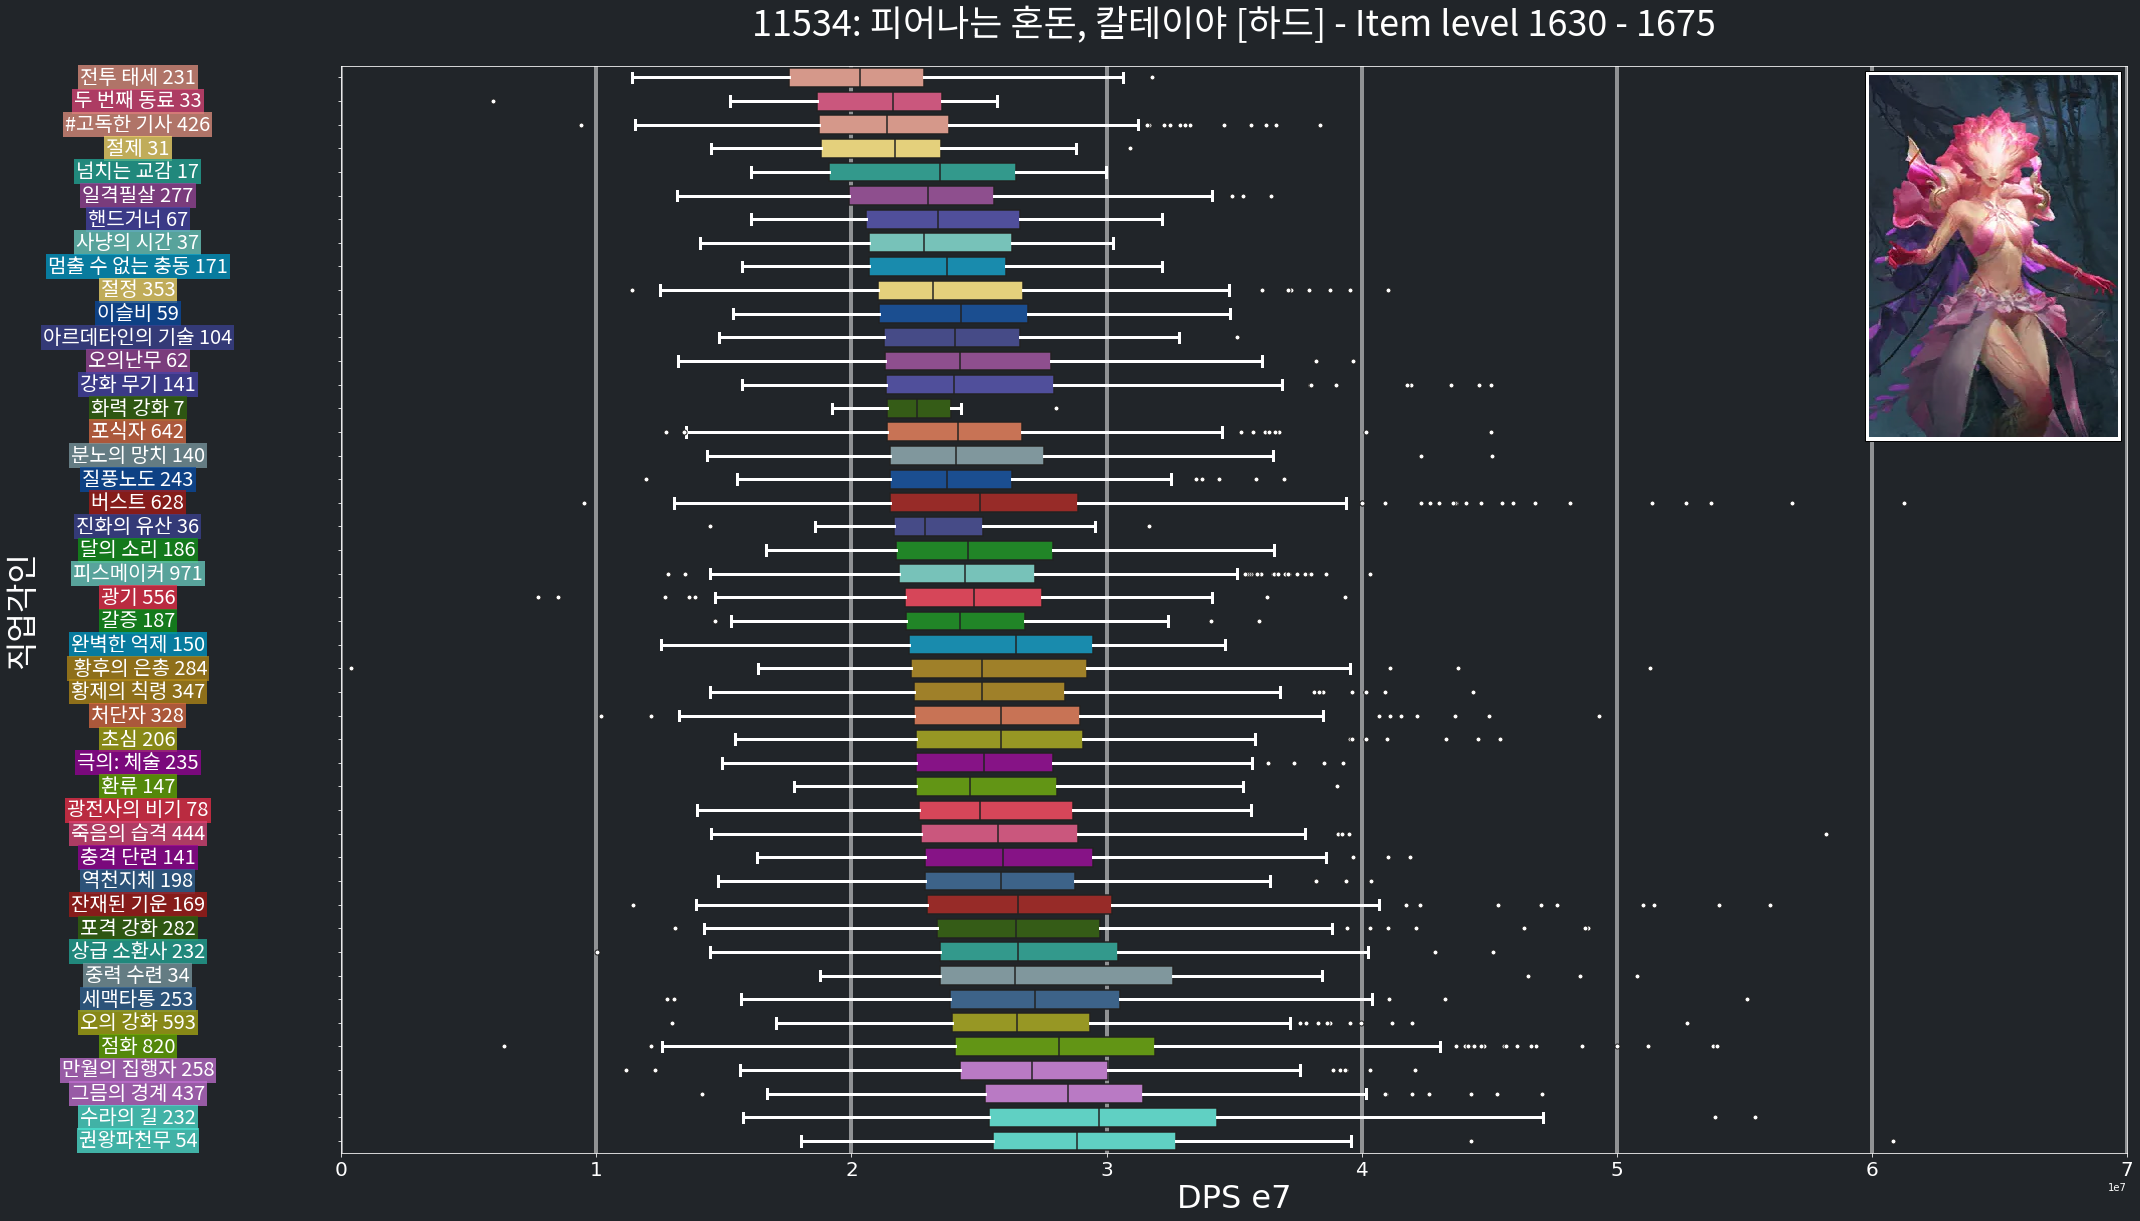 11534: 피어나는 혼돈, 칼테이야 [하드] - Item level 1630 - 1675
직업각인
전투 태세 231
두 번째 동료 33
#고독한 기사 426
절제 31
넘치는 교감 17
일격필살 277
핸드거너 67
사냥의 시간 37
멈출 수 없는 충동 171
절정 353
이슬비 59
아르데타인의 기술 104
오의난무 62
강화 무기 141
화력 강화 7
포식자 642
분노의 망치 140
질풍노도 243
버스트 628
진화의 유산 36
달의 소리 186
피스메이커 971
광기 556
갈증 187
완벽한 억제 150
황후의 은총 284
황제의 칙령 347
처단자 328
초심 206
극의: 체술 235
환류 147
광전사의 비기 78
죽음의 습격 444
충격 단련 141
역천지체 198
잔재된 기운 169
포격 강화 282
상급 소환사 232
중력 수련 34
세맥타통 253
오의 강화 593
점화 820
만월의 집행자 258
그믐의 경계 437
수라의 길 232
권왕파천무 54
0 1 2 3 4 5 6 7
1e7
DPS e7